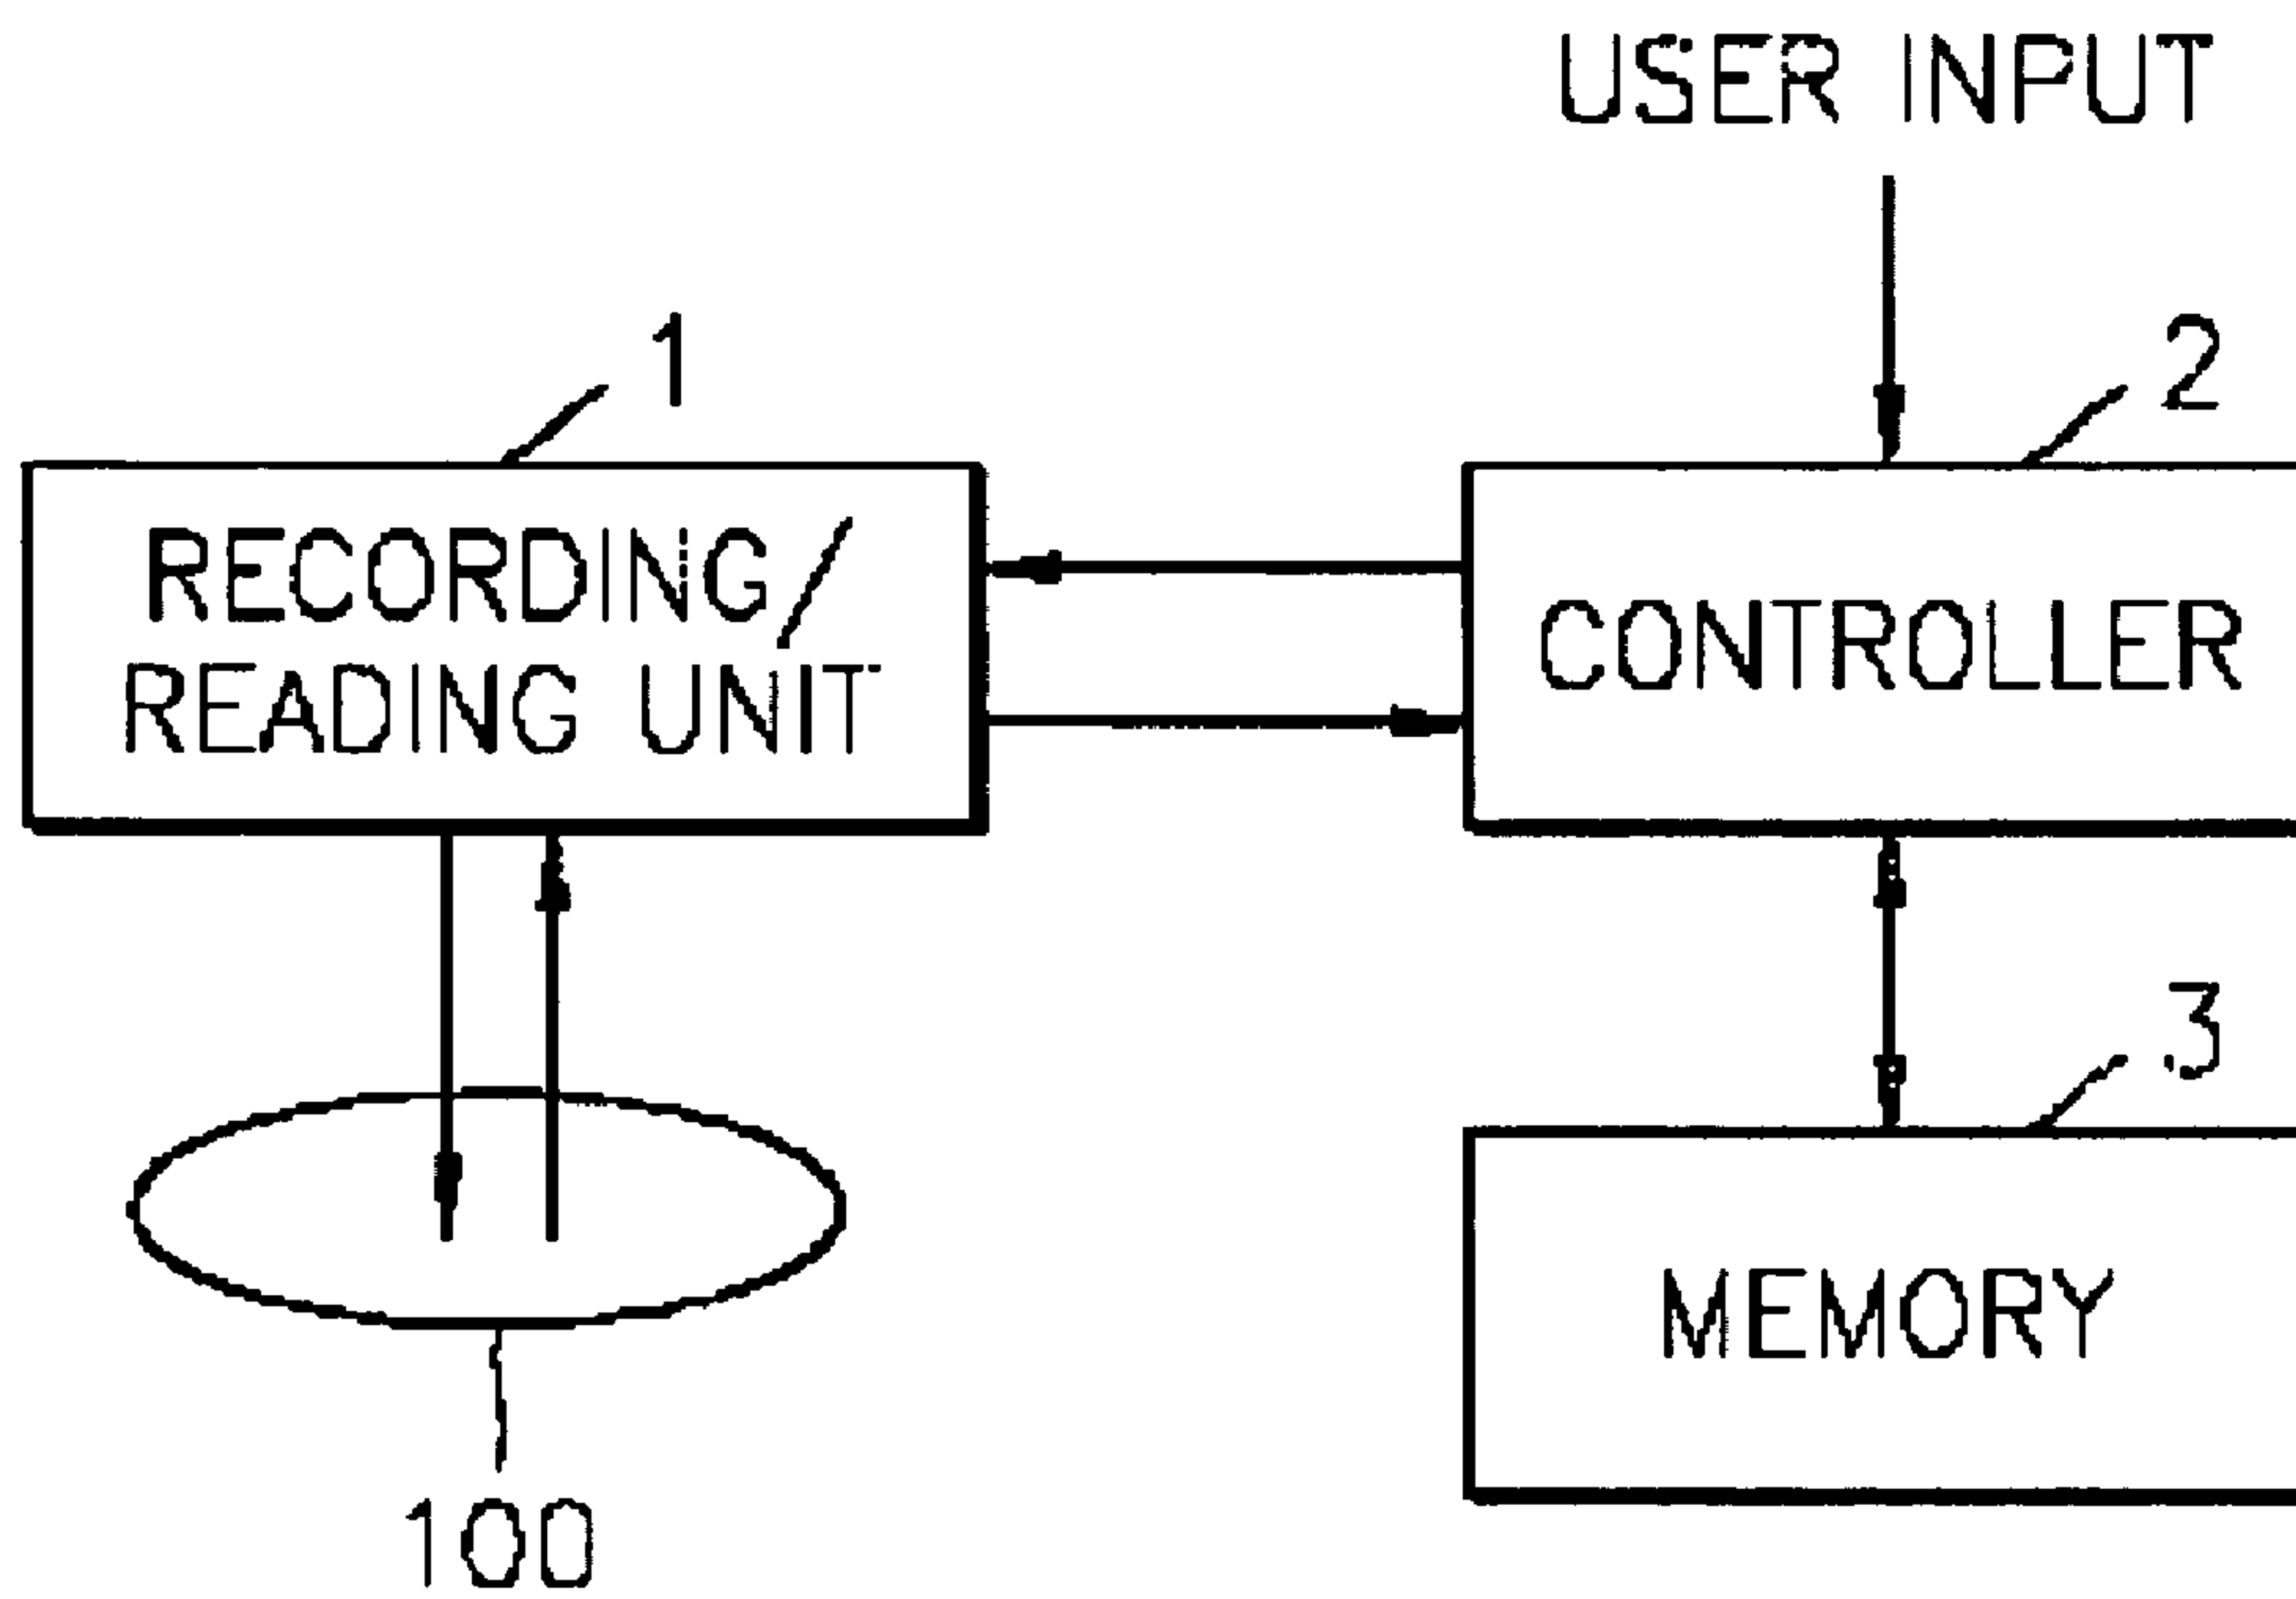 USER INPUT
1
2
RECORDING/
READING UNIT
CONTROLLER
3
MEMORY
100